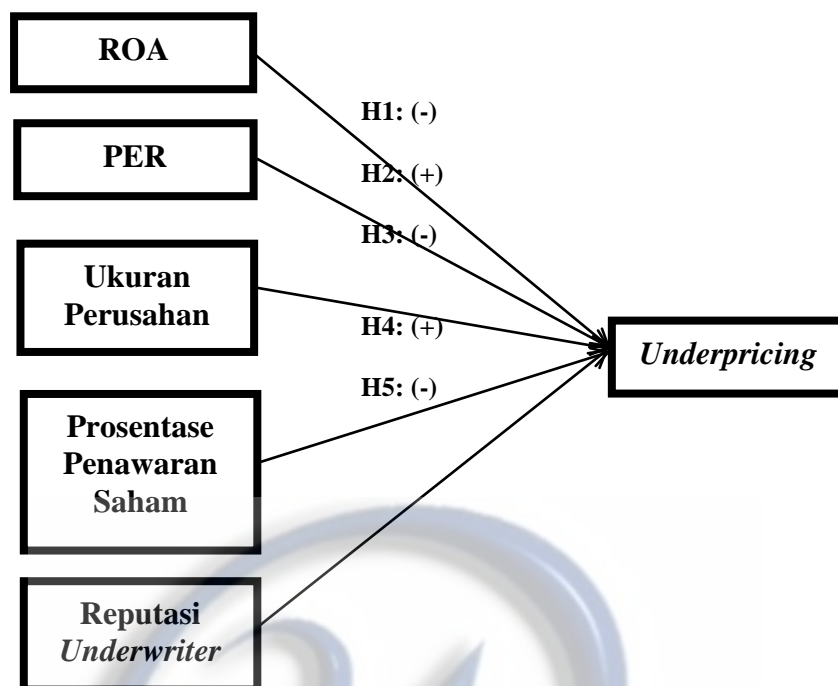 ROA
H1: (-)
PER
H2: (+)
H3: (-)
Ukuran
Perusahan
H4: (+)
Underpricing
H5: (-)
Prosentase
Penawaran
Saham
Reputasi
Underwriter